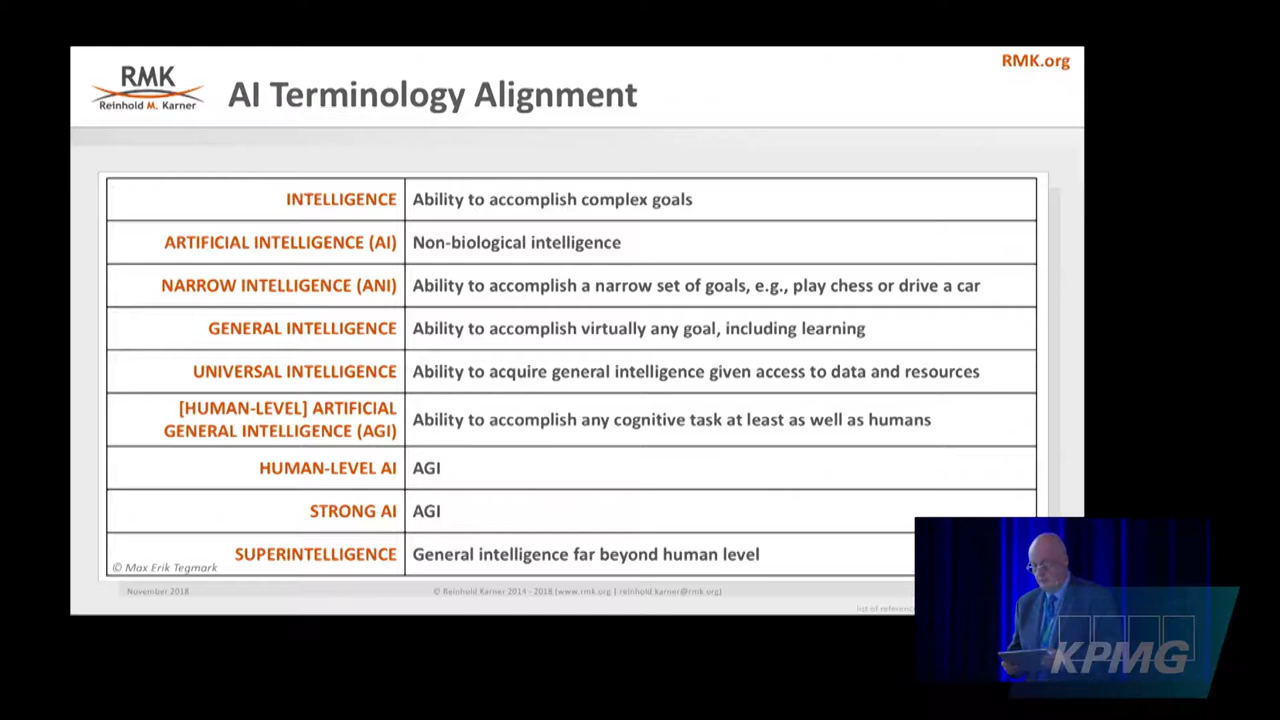 RMK.org
RMK
Reinhold M. Karner
AI Terminology Alignment
INTELLIGENCE Ability to accomplish complex goals
ARTIFICIAL INTELLIGENCE (AI) Non-biological intelligence
NARROW INTELLIGENCE (ANI) Ability to accomplish a narrow set of goals, e.g., play chess or drive a car
GENERAL INTELLIGENCE Ability to accomplish virtually any goal, including learning
UNIVERSAL INTELLIGENCE Ability to acquire general intelligence given access to data and resources
[HUMAN-LEVEL] ARTIFICIAL
GENERAL INTELLIGENCE (AGI) Ability to accomplish any cognitive task at least as well as humans
HUMAN-LEVEL AI AGI
STRONG AI AGI
SUPERINTELLIGENCE General intelligence far beyond human level
© Max Erik Tegmark
November 2018
© Reinhold Karner 2014 - 2018 (www.rmk.org | reinhold.karner@rmk.org)
list of
KPMG